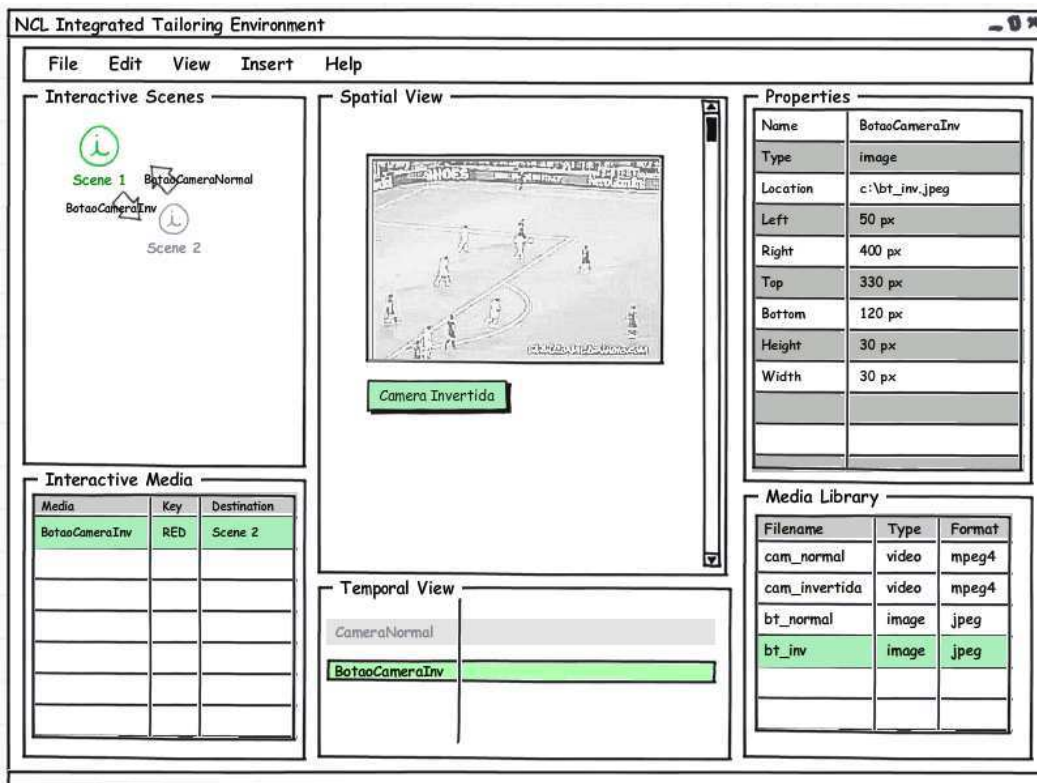 NCL Integrated Tailoring Environment
File Edit View Insert Help
Interactive Scenes
Scene 1
BotaoCameraNormal
BotaoCameraInv
Scene 2
Spatial View
SHOES
Camera Invertida
Properties
Name BotaoCameraInv
Type image
Location c:\bt_inv.jpeg
Left 50 px
Right 400 px
Top 330 px
Bottom 120 px
Height 30 px
Width 30 px
Interactive Media
Media Key Destination
BotaoCameraInv RED Scene 2
Temporal View
CameraNormal
BotaoCameraInv
Media Library
Filename Type Format
cam_normal video mpeg4
cam_invertida video mpeg4
bt_normal image jpeg
bt_inv image jpeg